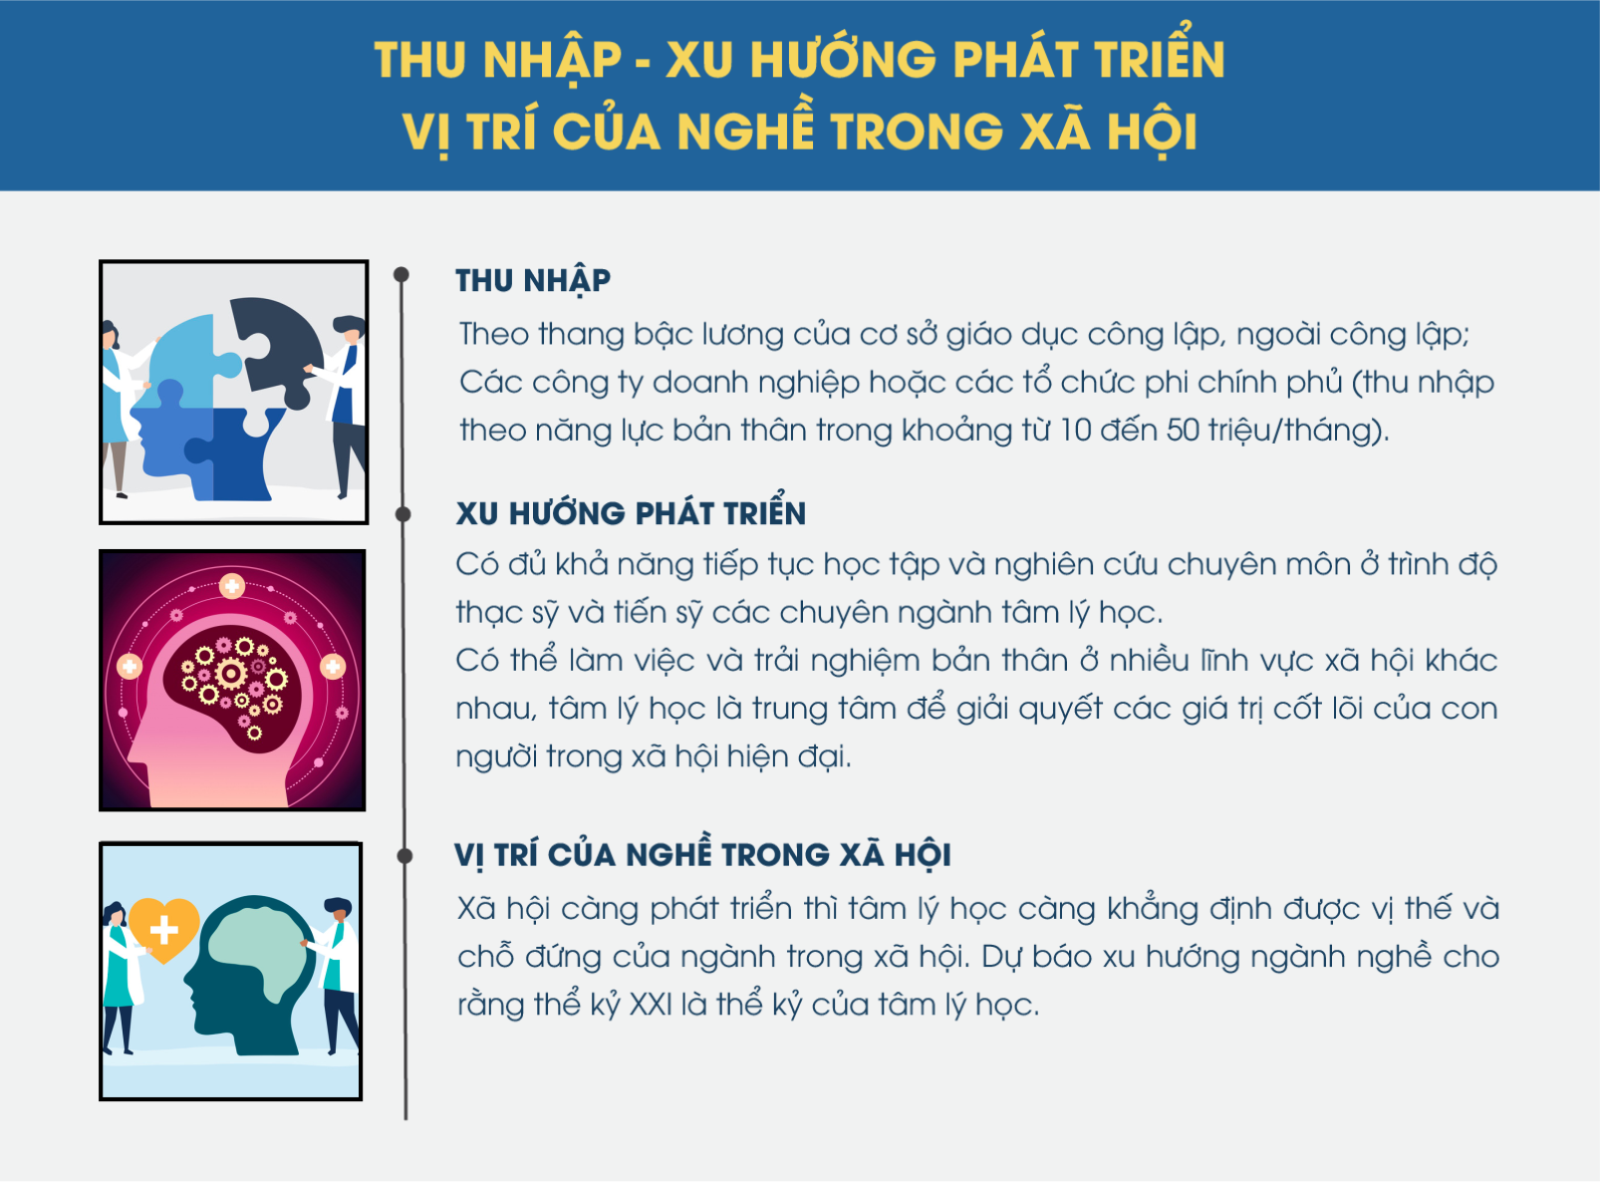 THU NHẬP - XU HƯỚNG PHÁT TRIỂN
VỊ TRÍ CỦA NGHỀ TRONG XÃ HỘI
THU NHẬP
Theo thang bậc lương của cơ sở giáo dục công lập, ngoài công lập;
Các công ty doanh nghiệp hoặc các tổ chức phi chính phủ (thu nhập
theo năng lực bản thân trong khoảng từ 10 đến 50 triệu/tháng).
XU HƯỚNG PHÁT TRIỂN
Có đủ khả năng tiếp tục học tập và nghiên cứu chuyên môn ở trình độ
thạc sỹ và tiến sỹ các chuyên ngành tâm lý học.
Có thể làm việc và trải nghiệm bản thân ở nhiều lĩnh vực xã hội khác
nhau, tâm lý học là trung tâm để giải quyết các giá trị cốt lõi của con
người trong xã hội hiện đại.
VỊ TRÍ CỦA NGHỀ TRONG XÃ HỘI
Xã hội càng phát triển thì tâm lý học càng khẳng định được vị thế và
chỗ đứng của ngành trong xã hội. Dự báo xu hướng ngành nghề cho
rằng thể kỷ XXI là thể kỷ của tâm lý học.